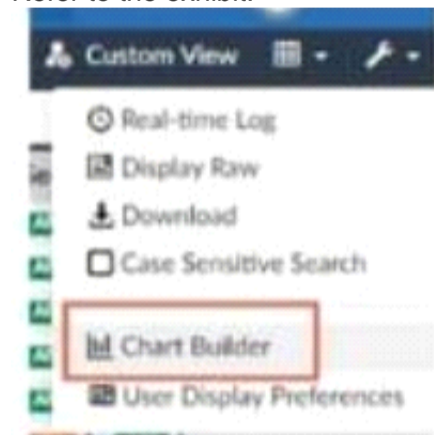 Custom View
Real-time Log
Display Raw
Download
Case Sensitive Search
Chart Builder
User Display Preferences